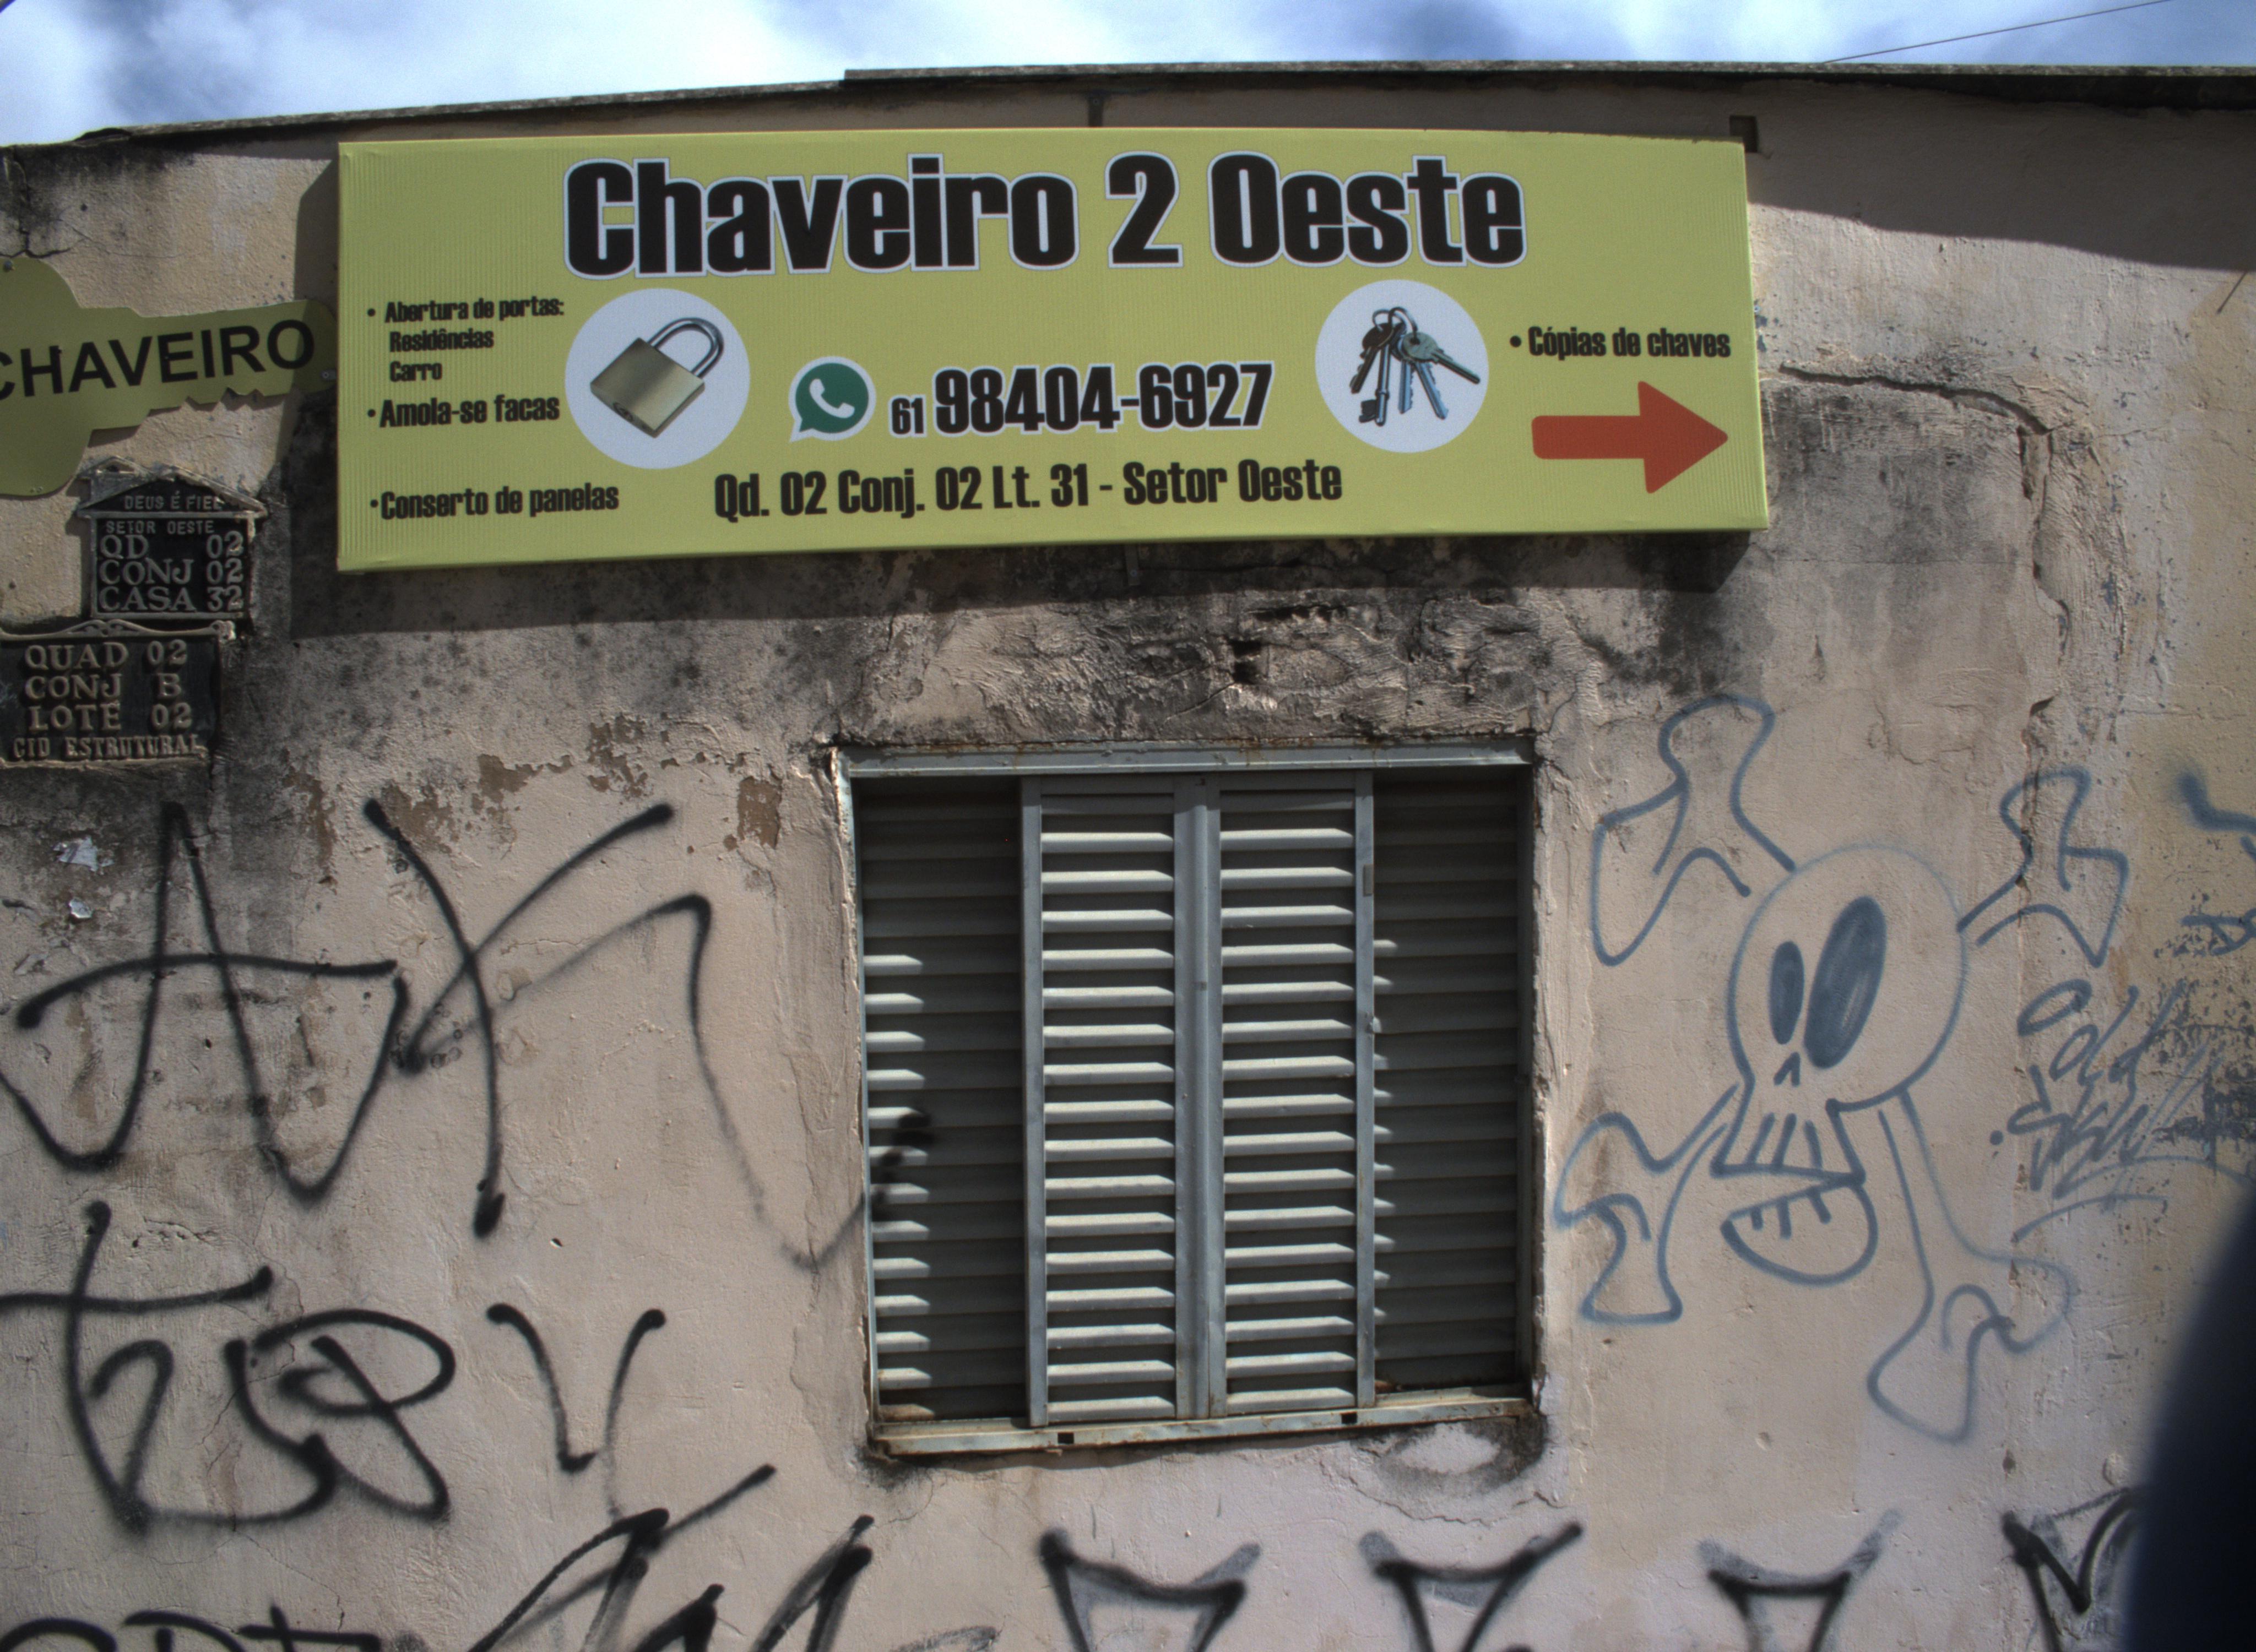 Chaveiro 2 Oeste
• Abertura de portas:
Residências
Carro
• Amola-se facas
• Conserto de panelas
61 98404-6927
Qd. 02 Conj. 02 Lt. 31 - Setor Oeste
• Cópias de chaves
CHAVEIRO
DEUS É FIEL
SETOR OESTE
QD 02
CONJ 02
CASA 32
QUAD 02
CONJ B
LOTE 02
CID ESTRUTURAL